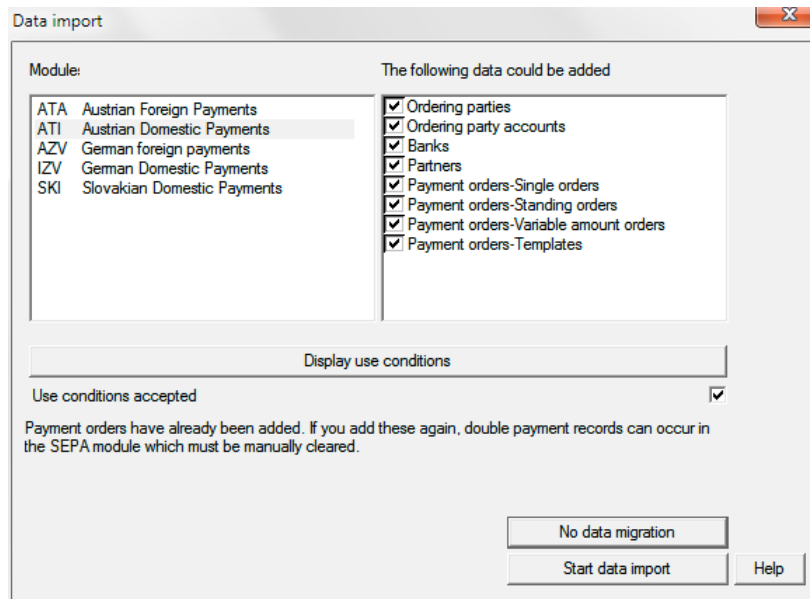 Data import
Modules
The following data could be added
ATA Austrian Foreign Payments
ATI Austrian Domestic Payments
AZV German foreign payments
IZV German Domestic Payments
SKI Slovakian Domestic Payments
Ordering parties
Ordering party accounts
Banks
Partners
Payment orders-Single orders
Payment orders-Standing orders
Payment orders-Variable amount orders
Payment orders-Templates
Display use conditions
Use conditions accepted
Payment orders have already been added. If you add these again, double payment records can occur in
the SEPA module which must be manually cleared.
No data migration
Start data import
Help